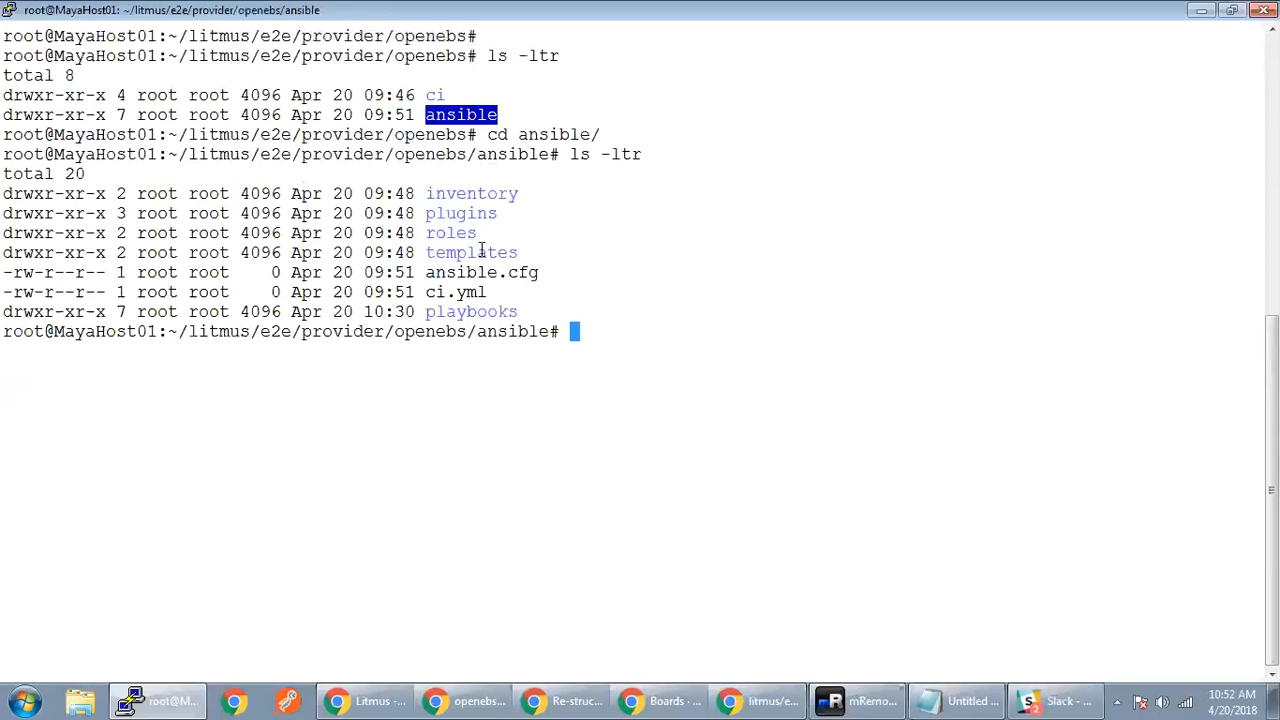 root@MayaHost01: ~/litmus/e2e/provider/openebs/ansible
root@MayaHost01:~/litmus/e2e/provider/openebs#
root@MayaHost01:~/litmus/e2e/provider/openebs# ls -ltr
total 8
drwxr-xr-x 4 root root 4096 Apr 20 09:46 ci
drwxr-xr-x 7 root root 4096 Apr 20 09:51 ansible
root@MayaHost01:~/litmus/e2e/provider/openebs# cd ansible/
root@MayaHost01:~/litmus/e2e/provider/openebs/ansible# ls -ltr
total 20
drwxr-xr-x 2 root root 4096 Apr 20 09:48 inventory
drwxr-xr-x 3 root root 4096 Apr 20 09:48 plugins
drwxr-xr-x 2 root root 4096 Apr 20 09:48 roles
drwxr-xr-x 2 root root 4096 Apr 20 09:48 templates
-rw-r--r-- 1 root root    0 Apr 20 09:51 ansible.cfg
-rw-r--r-- 1 root root    0 Apr 20 09:51 ci.yml
drwxr-xr-x 7 root root 4096 Apr 20 10:30 playbooks
root@MayaHost01:~/litmus/e2e/provider/openebs/ansible#
root@M... Litmus -... openebs... Re-struc... Boards -... litmus/e... mRemo... Untitled ... Slack - ... 10:52 AM
4/20/2018